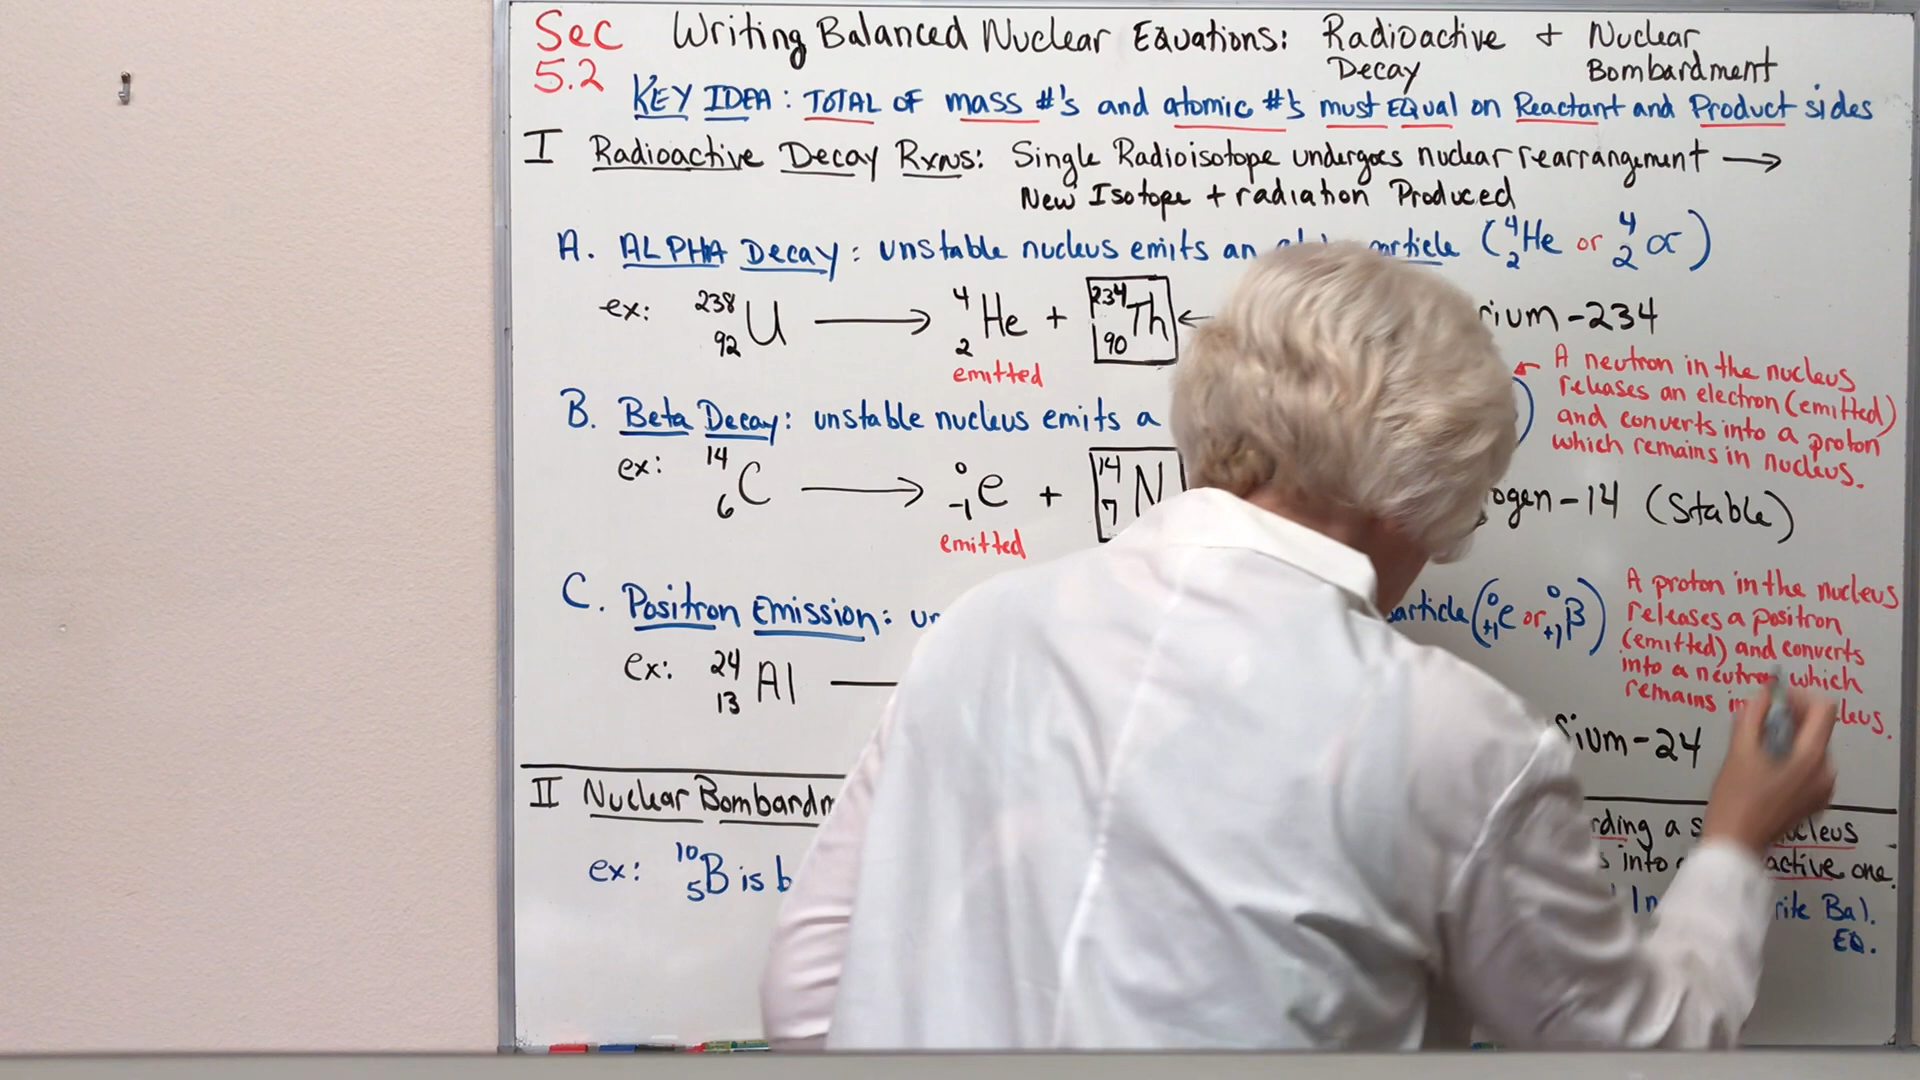 Sec 5.2 Writing Balanced Nuclear Equations: Radioactive Decay + Nuclear Bombardment
KEY IDEA: TOTAL OF mass #'s and atomic #'s must EQual on Reactant and Product sides
I Radioactive Decay Rxns: Single Radioisotope undergoes nuclear rearrangement →
New Isotope + radiation Produced
A. ALPHA Decay: unstable nucleus emits an particle (⁴₂He or ⁴₂α)
ex: ²³⁸₉₂U → ⁴₂He + ²³⁴₉₀Th ← rium-234
emitted
A neutron in the nucleus
releases an electron (emitted)
and converts into a proton
which remains in nucleus.
B. Beta Decay: unstable nucleus emits a
ex: ¹⁴₆C → ⁰₋₁e + ¹⁴₇N ogen-14 (Stable)
emitted
A proton in the nucleus
releases a positron
(emitted) and converts
into a neutron which
remains in leus.
C. Positron Emission: un article (⁰₊₁e or ⁰₊₁β)
ex: ²⁴₁₃Al — sium-24
II Nuclear Bombardm rding a s ucleus
s into active one.
ex: ¹⁰₅B is b In rite Bal.
EQ.